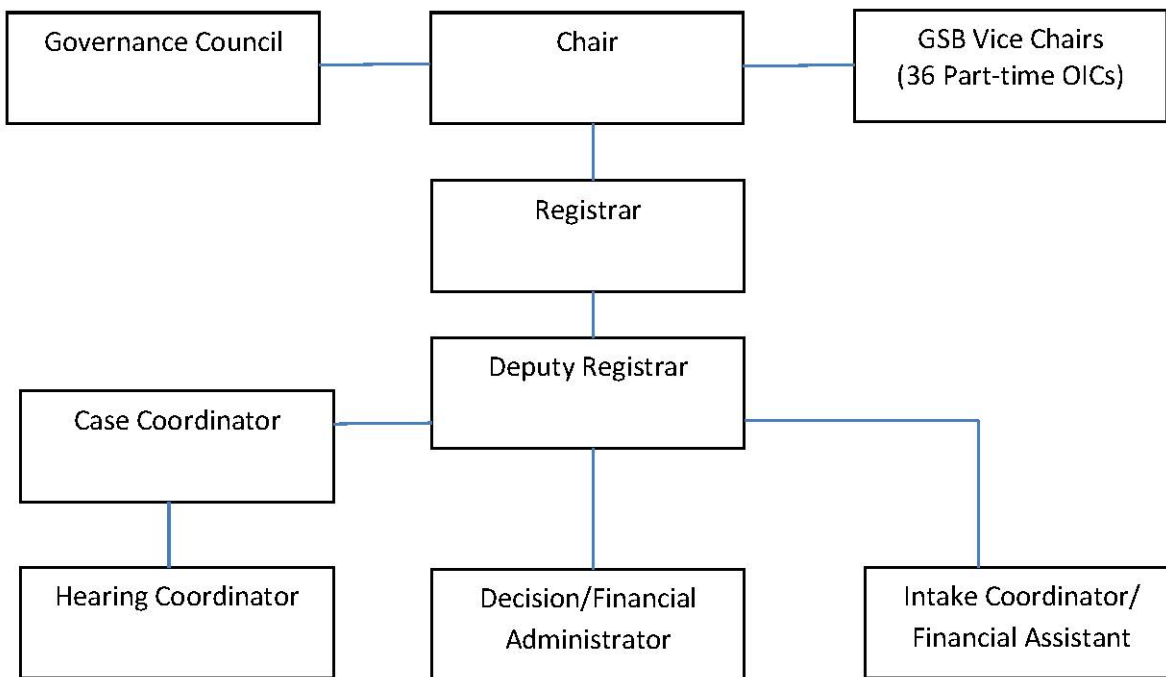 Governance Council
Chair
GSB Vice Chairs
(36 Part-time OICs)
Registrar
Deputy Registrar
Case Coordinator
Hearing Coordinator
Decision/Financial
Administrator
Intake Coordinator/
Financial Assistant